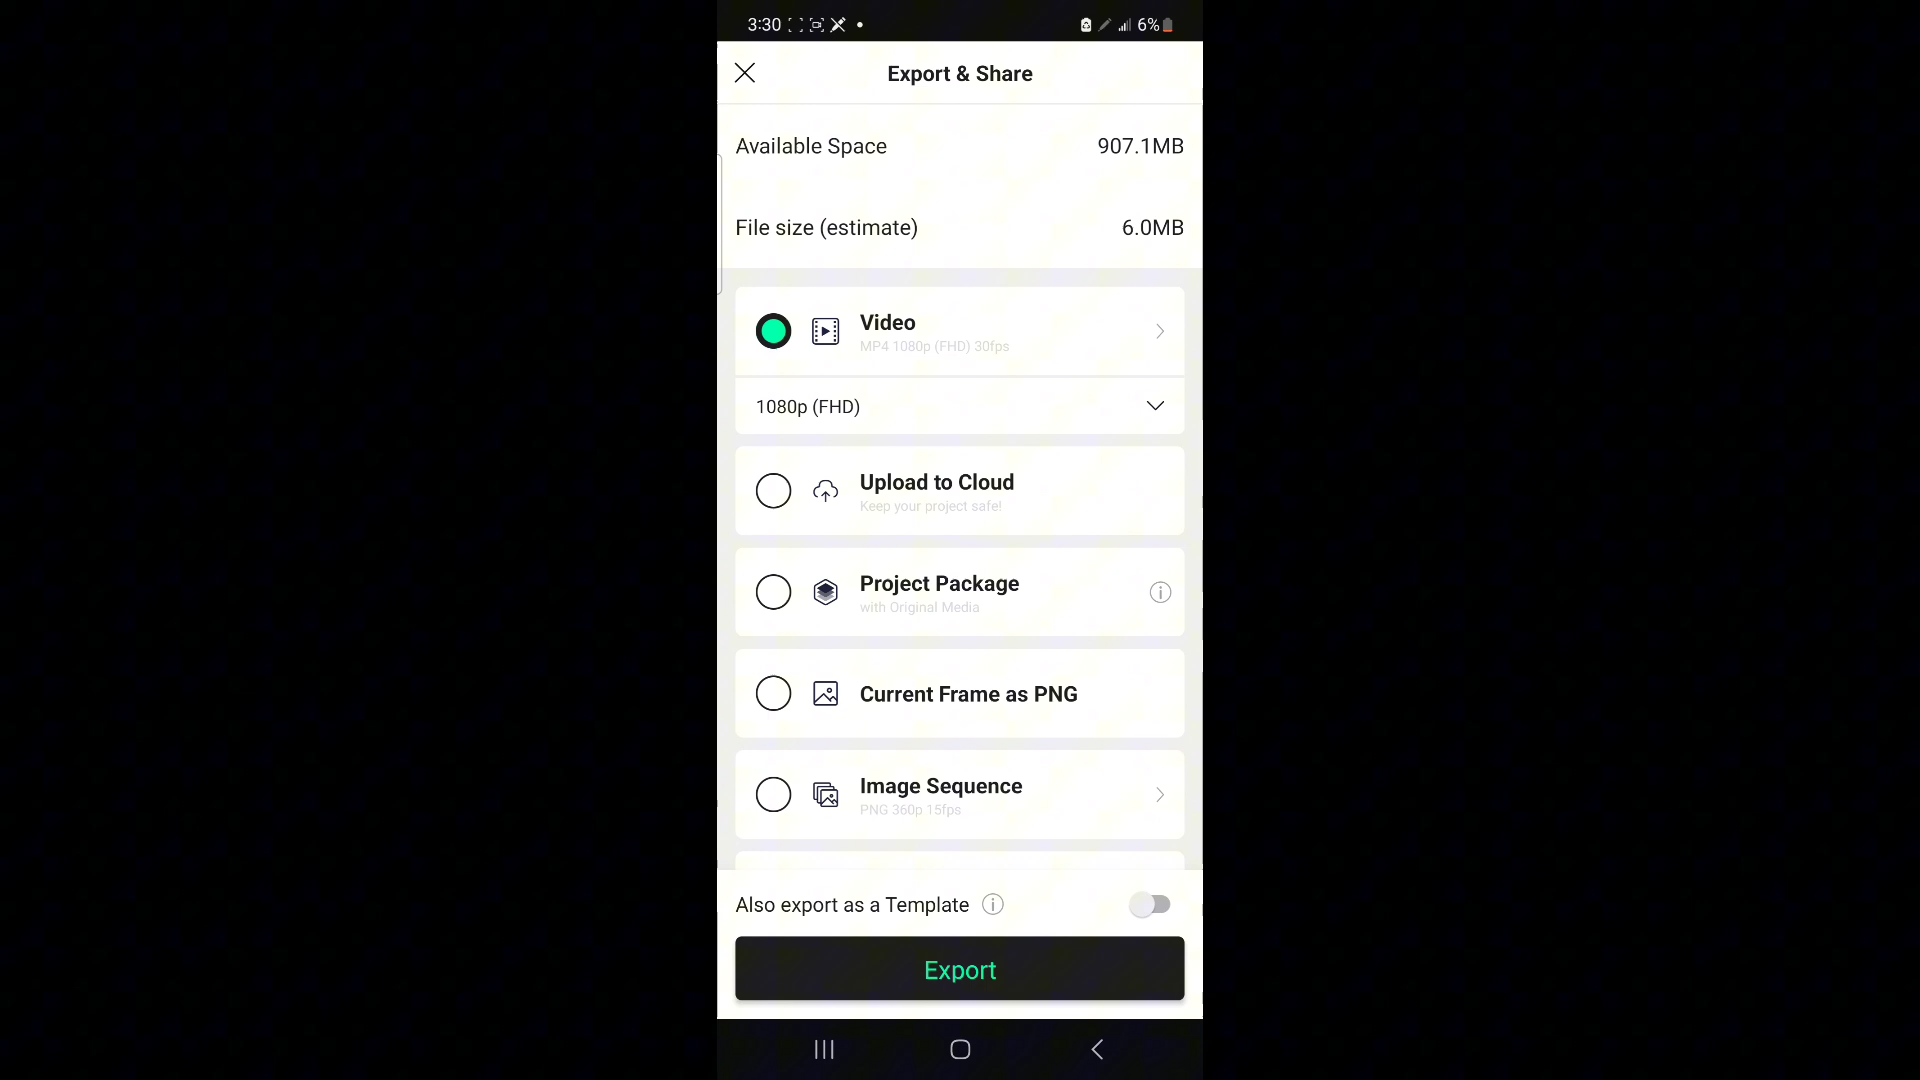 3:30 6%
Export & Share
Available Space 907.1MB
File size (estimate) 6.0MB
Video
MP4 1080p (FHD) 30fps
1080p (FHD)
Upload to Cloud
Keep your project safe!
Project Package
with Original Media
Current Frame as PNG
Image Sequence
PNG 360p 15fps
Also export as a Template
Export